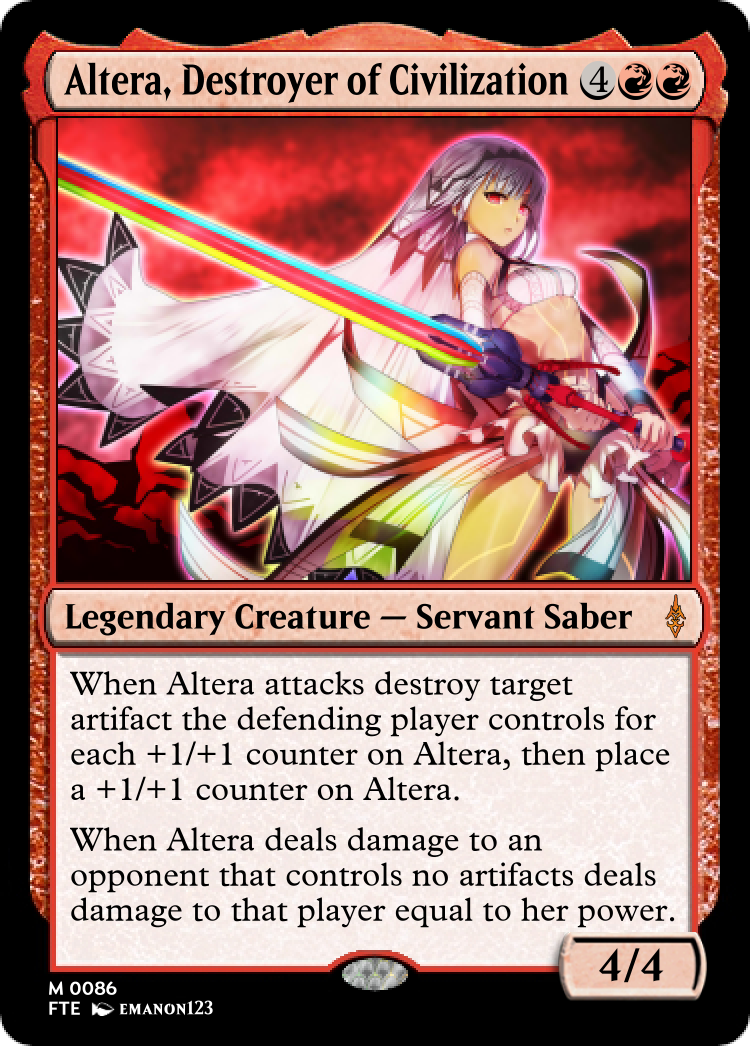 Altera, Destroyer of Civilization 4
Legendary Creature — Servant Saber
When Altera attacks destroy target
artifact the defending player controls for
each +1/+1 counter on Altera, then place
a +1/+1 counter on Altera.
When Altera deals damage to an
opponent that controls no artifacts deals
damage to that player equal to her power.
4/4
M 0086
FTE EMANON123